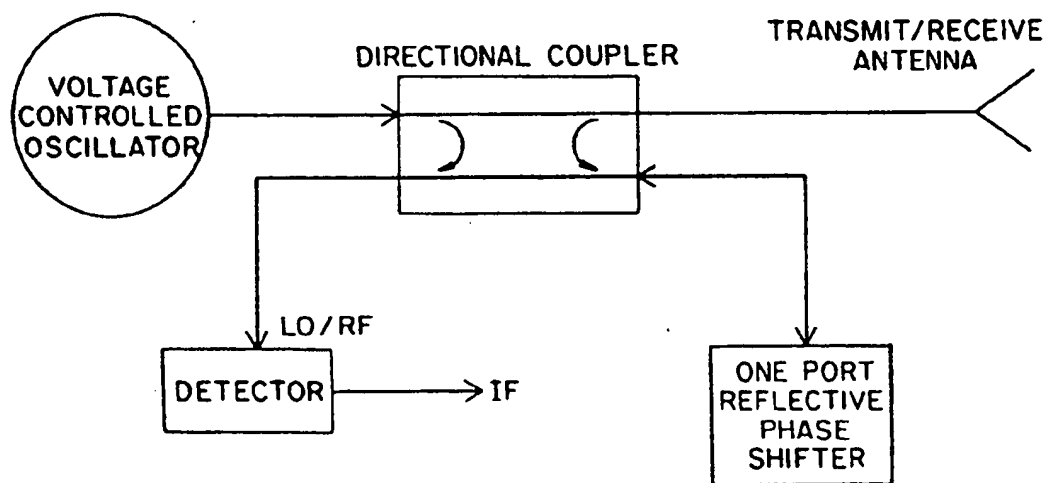 TRANSMIT/RECEIVE
ANTENNA
DIRECTIONAL COUPLER
VOLTAGE
CONTROLLED
OSCILLATOR
LO/RF
DETECTOR
IF
ONE PORT
REFLECTIVE
PHASE
SHIFTER